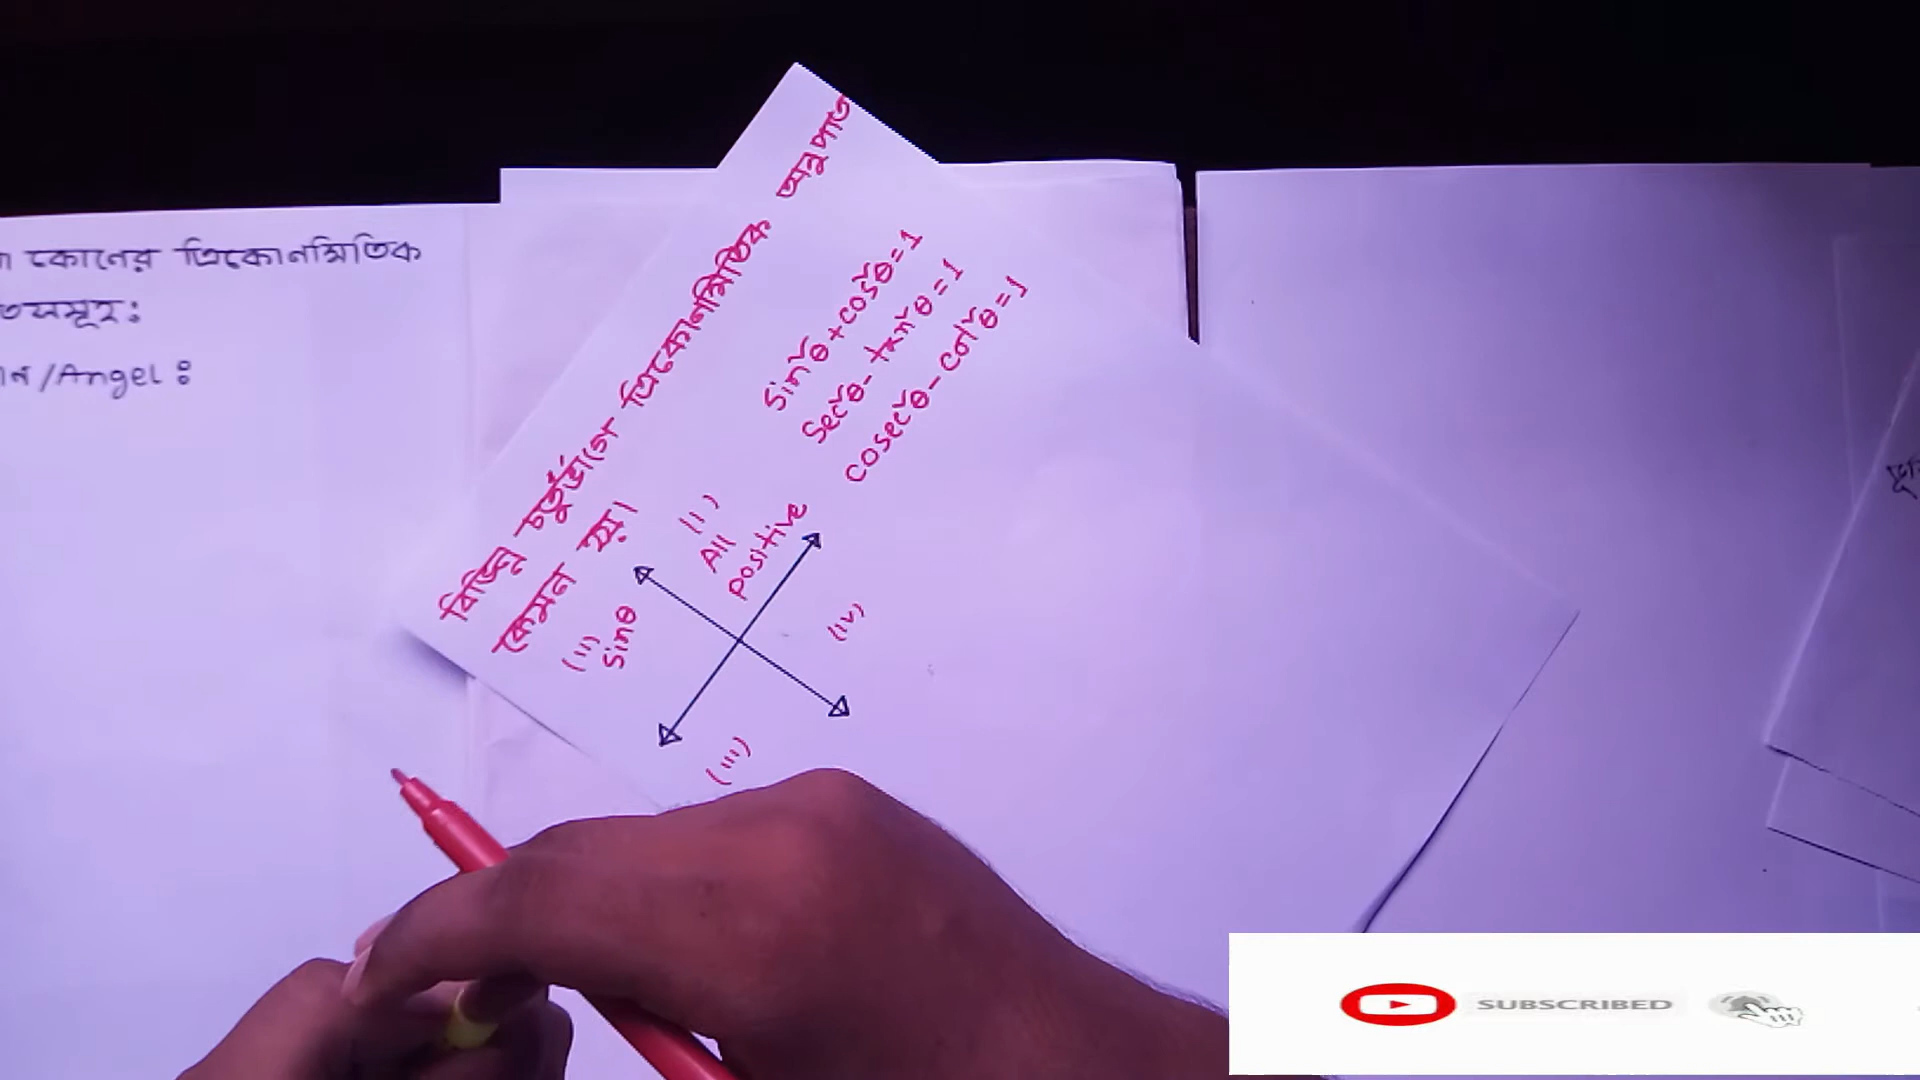 কোনের ত্রিকোনমিতিক
তসমূহ:
/Angel:
বিভিন্ন চতুর্ভাগে ত্রিকোনমিতিক অনুপাত
কেমন হয়।
sin²θ+cos²θ=1
sec²θ-tan²θ=1
cosec²θ-cot²θ=1
(ii)
sinθ
(i)
All
positive
(iii)
(iv)
SUBSCRIBED